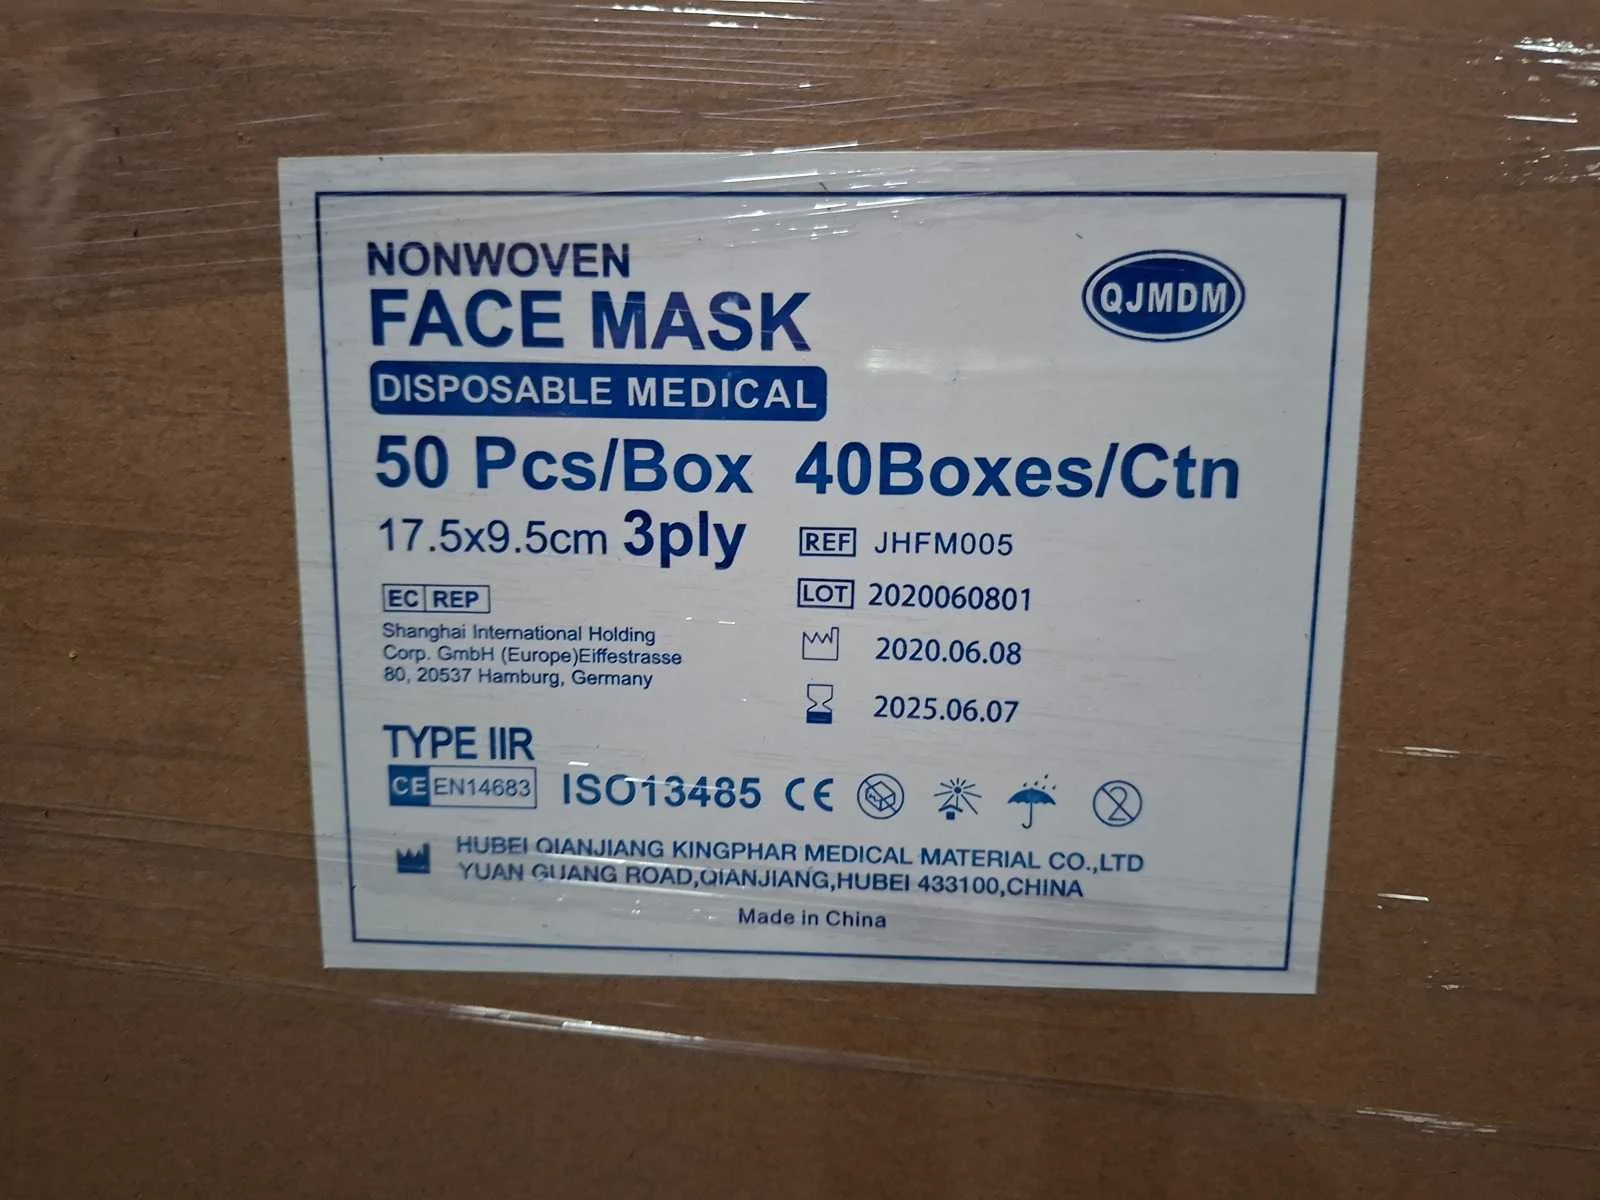 NONWOVEN
FACE MASK
QJMDM
DISPOSABLE MEDICAL
50 Pcs/Box 40Boxes/Ctn
17.5x9.5cm 3ply
REF JHFM005
LOT 2020060801
2020.06.08
2025.06.07
EC REP
Shanghai International Holding
Corp. GmbH (Europe)Eiffestrasse
80, 20537 Hamburg, Germany
TYPE IIR
CE EN14683 ISO13485 CE
2
HUBEI QIANJIANG KINGPHAR MEDICAL MATERIAL CO.,LTD
YUAN GUANG ROAD,QIANJIANG,HUBEI 433100,CHINA
Made in China